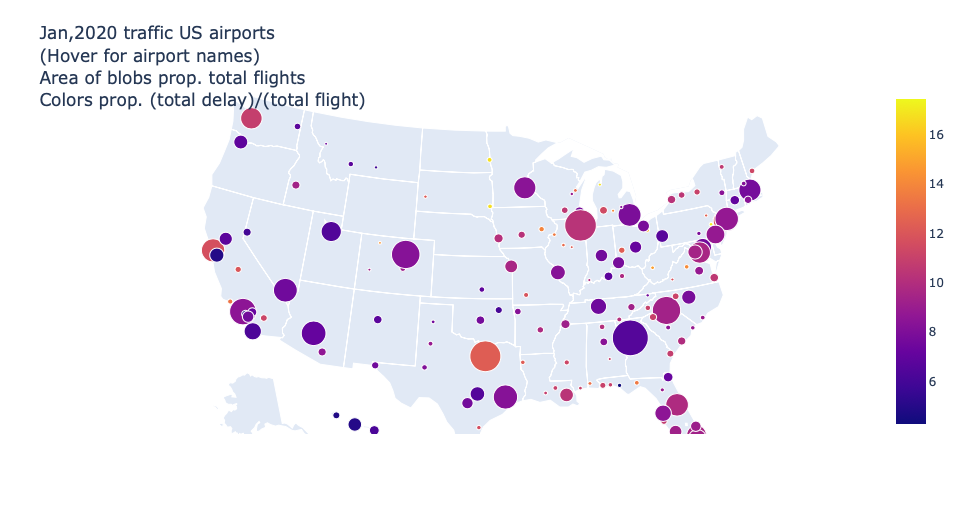 Jan,2020 traffic US airports
(Hover for airport names)
Area of blobs prop. total flights
Colors prop. (total delay)/(total flight)
16
14
12
10
8
6